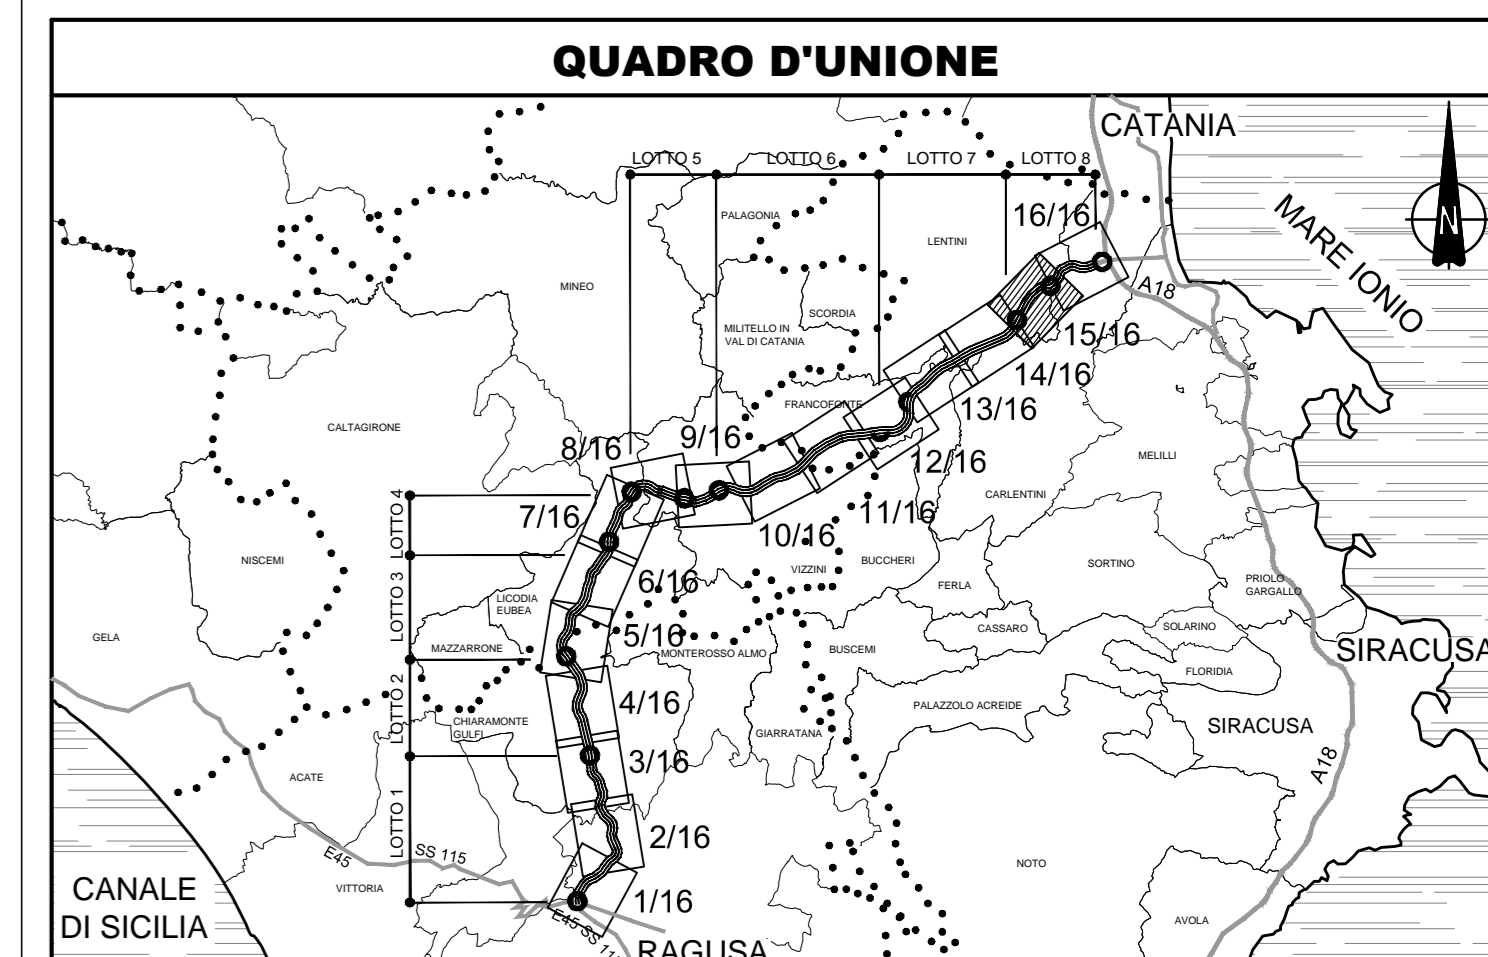 QUADRO D'UNIONE
CATANIA
LOTTO 5
LOTTO 6
LOTTO 7
LOTTO 8
16/16
PALAGONIA
LENTINI
N
MARE IONIO
MINEO
A18
SCORDIA
MILITELLO IN
VAL DI CATANIA
15/16
14/16
FRANCOFONTE
13/16
CALTAGIRONE
8/16
9/16
12/16
MELILLI
CARLENTINI
7/16
11/16
10/16
LOTTO 4
NISCEMI
VIZZINI
BUCCHERI
SORTINO
6/16
FERLA
PRIOLO
GARGALLO
LICODIA
EUBEA
LOTTO 3
CASSARO
SOLARINO
GELA
5/16
MAZZARRONE
MONTEROSSO ALMO
BUSCEMI
SIRACUSA
FLORIDIA
4/16
LOTTO 2
PALAZZOLO ACREIDE
CHIARAMONTE
GULFI
GIARRATANA
SIRACUSA
3/16
A18
ACATE
LOTTO 1
2/16
E45
SS 115
NOTO
VITTORIA
CANALE
DI SICILIA
1/16
E45 SS 11
AVOLA
RAGUSA